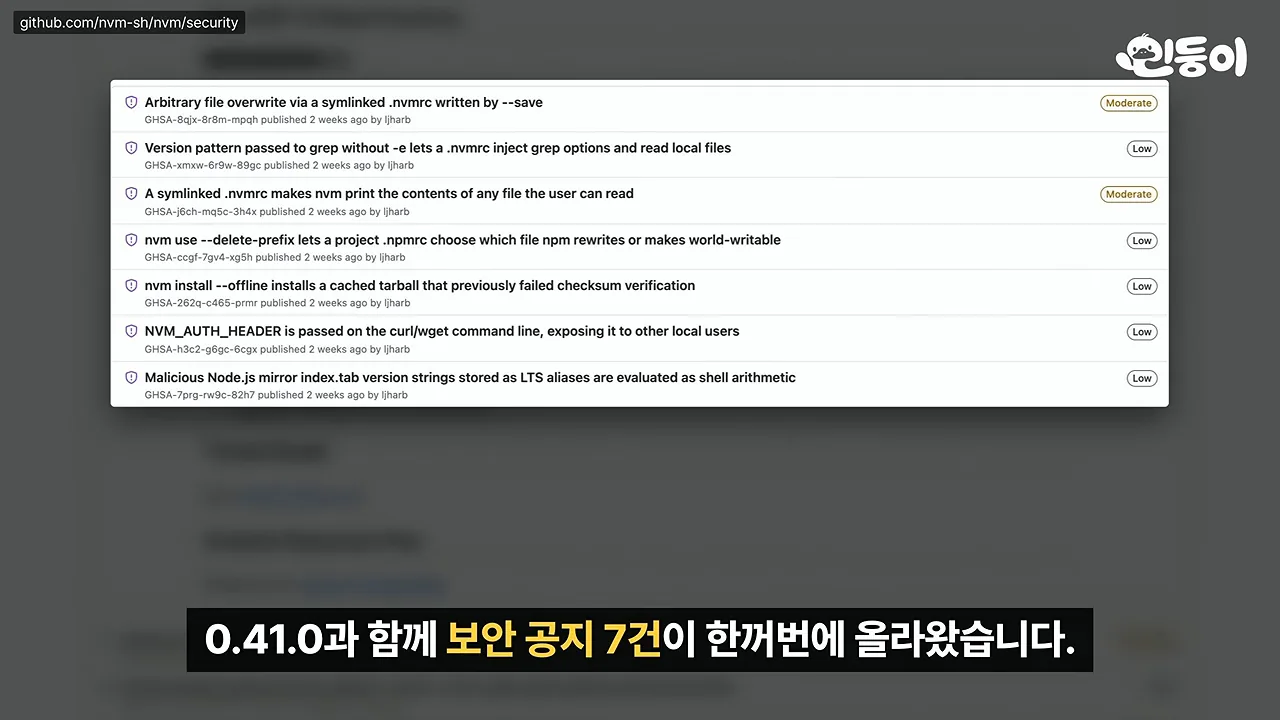 github.com/nvm-sh/nvm/security
인둥이
Arbitrary file overwrite via a symlinked .nvmrc written by --save
Moderate
GHSA-8qjx-8r8m-mpqh published 2 weeks ago by ljharb
Version pattern passed to grep without -e lets a .nvmrc inject grep options and read local files
Low
GHSA-xmxw-6r9w-89gc published 2 weeks ago by ljharb
A symlinked .nvmrc makes nvm print the contents of any file the user can read
Moderate
GHSA-j6ch-mq5c-3h4x published 2 weeks ago by ljharb
nvm use --delete-prefix lets a project .npmrc choose which file npm rewrites or makes world-writable
Low
GHSA-ccgf-7gv4-xg5h published 2 weeks ago by ljharb
nvm install --offline installs a cached tarball that previously failed checksum verification
Low
GHSA-262q-c465-prmr published 2 weeks ago by ljharb
NVM_AUTH_HEADER is passed on the curl/wget command line, exposing it to other local users
Low
GHSA-h3c2-g6gc-6cgx published 2 weeks ago by ljharb
Malicious Node.js mirror index.tab version strings stored as LTS aliases are evaluated as shell arithmetic
Low
GHSA-7prg-rw9c-82h7 published 2 weeks ago by ljharb
0.41.0과 함께 보안 공지 7건이 한꺼번에 올라왔습니다.